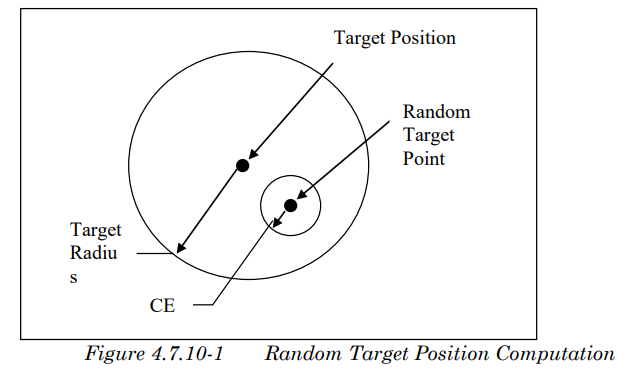 Target Position
Random
Target
Point
Target
Radiu
s
CE
Figure 4.7.10-1 Random Target Position Computation